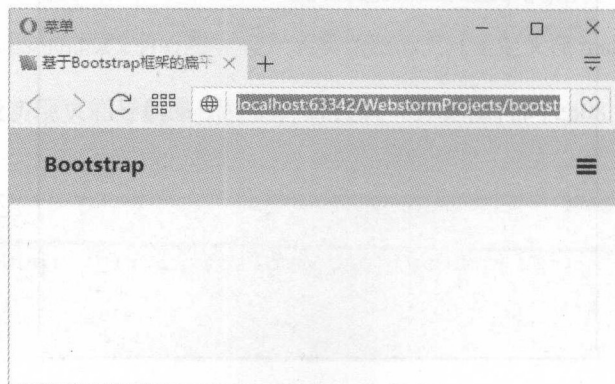 菜单
基于Bootstrap框架的扁平
localhost:63342/WebstormProjects/bootst
Bootstrap